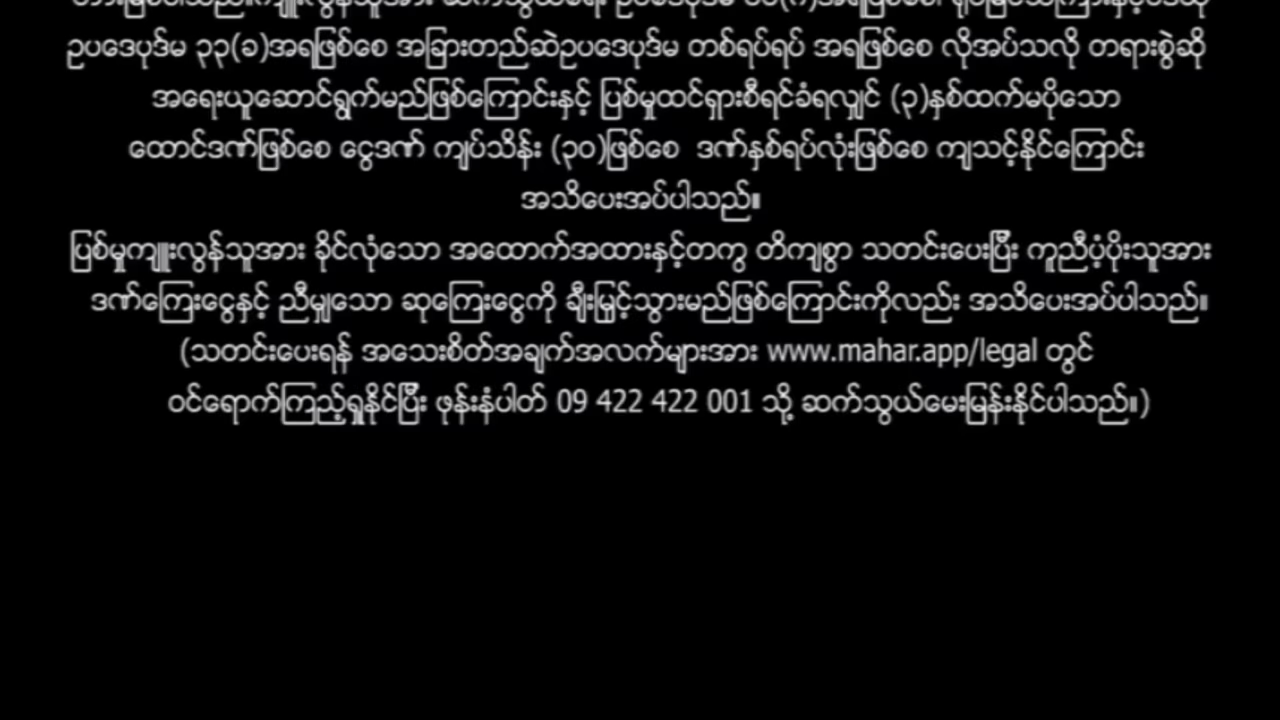 ဥပဒေပုဒ်မ ၃၃(ခ)အရဖြစ်စေ အခြားတည်ဆဲဥပဒေပုဒ်မ တစ်ရပ်ရပ် အရဖြစ်စေ လိုအပ်သလို တရားစွဲဆို
အရေးယူဆောင်ရွက်မည်ဖြစ်ကြောင်းနှင့် ပြစ်မှုထင်ရှားစီရင်ခံရလျှင် (၃)နှစ်ထက်မပိုသော
ထောင်ဒဏ်ဖြစ်စေ ငွေဒဏ် ကျပ်သိန်း (၃၀)ဖြစ်စေ ဒဏ်နှစ်ရပ်လုံးဖြစ်စေ ကျသင့်နိုင်ကြောင်း
အသိပေးအပ်ပါသည်။
ပြစ်မှုကျူးလွန်သူအား ခိုင်လုံသော အထောက်အထားနှင့်တကွ တိကျစွာ သတင်းပေးပြီး ကူညီပံ့ပိုးသူအား
ဒဏ်ကြေးငွေနှင့် ညီမျှသော ဆုကြေးငွေကို ချီးမြှင့်သွားမည်ဖြစ်ကြောင်းကိုလည်း အသိပေးအပ်ပါသည်။
(သတင်းပေးရန် အသေးစိတ်အချက်အလက်များအား www.mahar.app/legal တွင်
ဝင်ရောက်ကြည့်ရှုနိုင်ပြီး ဖုန်းနံပါတ် 09 422 422 001 သို့ ဆက်သွယ်မေးမြန်းနိုင်ပါသည်။)